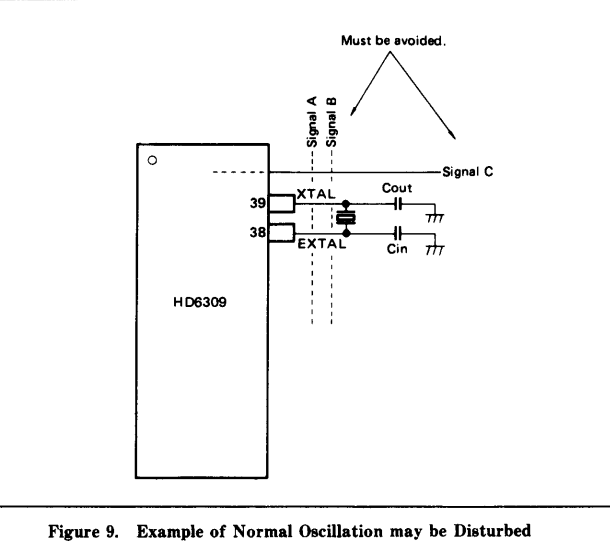 Must be avoided.
Signal A
Signal B
Signal C
XTAL
Cout
39
38
EXTAL
Cin
HD6309
Figure 9. Example of Normal Oscillation may be Disturbed